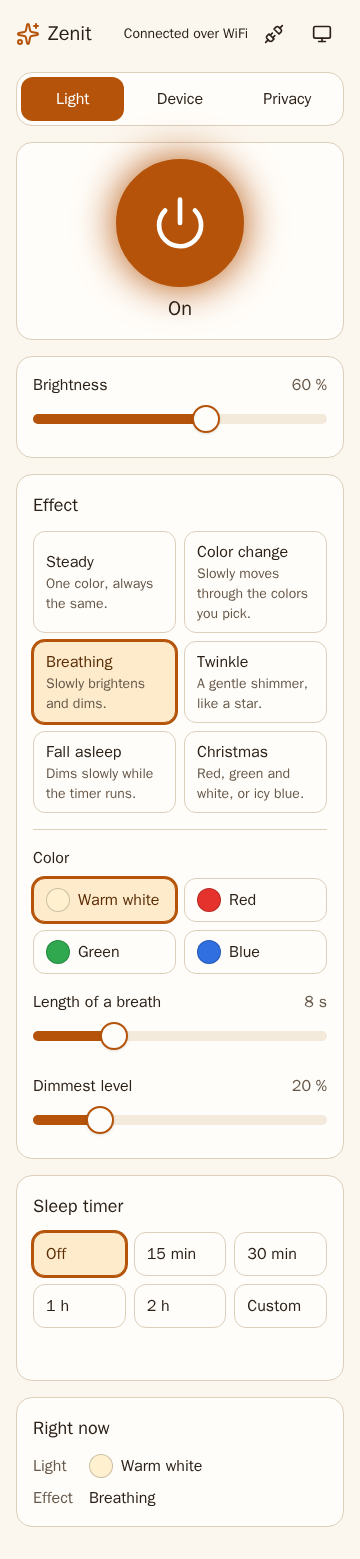 Zenit
Connected over WiFi
Light
Device
Privacy
On
Brightness
60 %
Effect
Steady
One color, always
the same.
Color change
Slowly moves
through the colors
you pick.
Breathing
Slowly brightens
and dims.
Twinkle
A gentle shimmer,
like a star.
Fall asleep
Dims slowly while
the timer runs.
Christmas
Red, green and
white, or icy blue.
Color
Warm white
Red
Green
Blue
Length of a breath
8 s
Dimmest level
20 %
Sleep timer
Off
15 min
30 min
1 h
2 h
Custom
Right now
Light
Warm white
Effect
Breathing